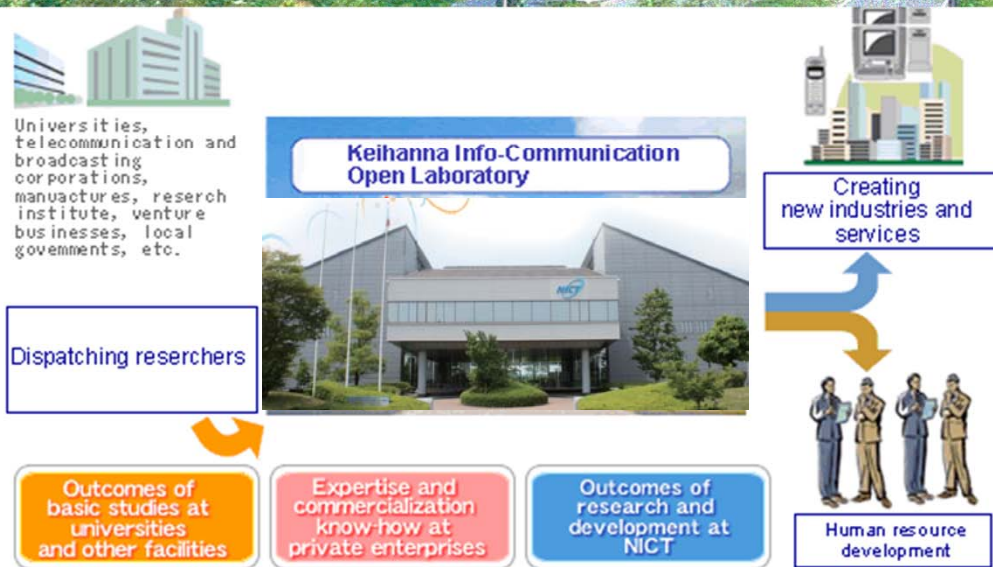 Universities,
telecommunication and
broadcasting
corporations,
manuactures, reserch
institute, venture
businesses, local
govemments, etc.
Keihanna Info-Communication
Open Laboratory
NICT
Creating
new industries and
services
Dispatching reserchers
Outcomes of
basic studies at
universities
and other facilities
Expertise and
commercialization
know-how at
private enterprises
Outcomes of
research and
development at
NICT
Human resource
development